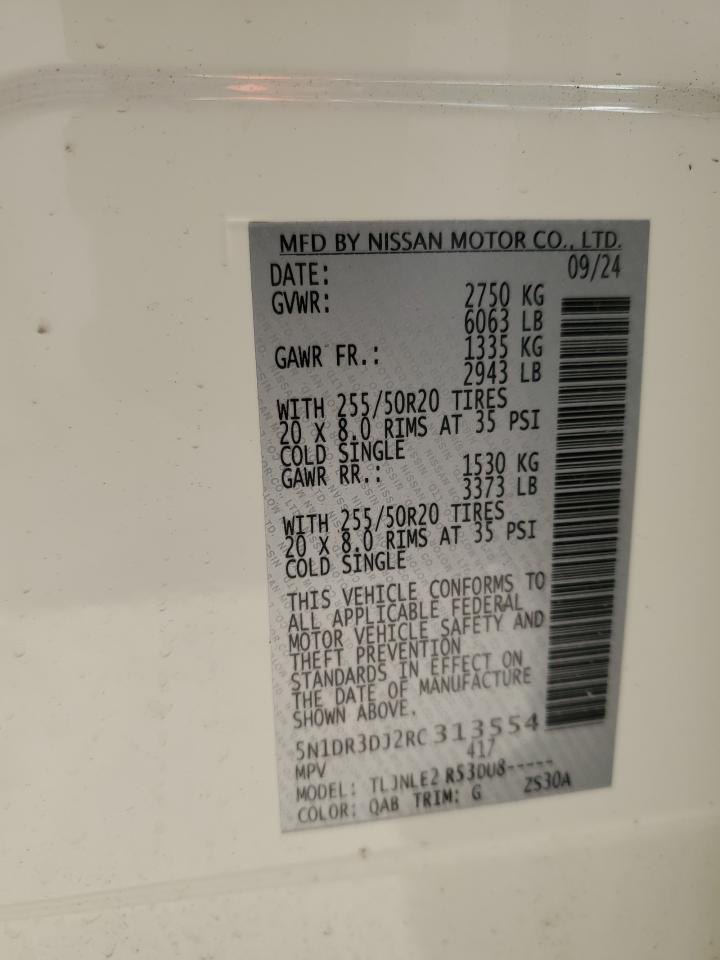 MFD BY NISSAN MOTOR CO., LTD.
DATE: 09/24
GVWR: 2750 KG
6063 LB
GAWR FR.: 1335 KG
2943 LB
WITH 255/50R20 TIRES
20 X 8.0 RIMS AT 35 PSI
COLD SINGLE
GAWR RR.: 1530 KG
3373 LB
WITH 255/50R20 TIRES
20 X 8.0 RIMS AT 35 PSI
COLD SINGLE
THIS VEHICLE CONFORMS TO
ALL APPLICABLE FEDERAL
MOTOR VEHICLE SAFETY AND
THEFT PREVENTION
STANDARDS IN EFFECT ON
THE DATE OF MANUFACTURE
SHOWN ABOVE.
5N1DR3DJ2RC313554
MPV 417
MODEL: TLJNLE2 R53DU8-----
COLOR: QAB TRIM: G ZS30A